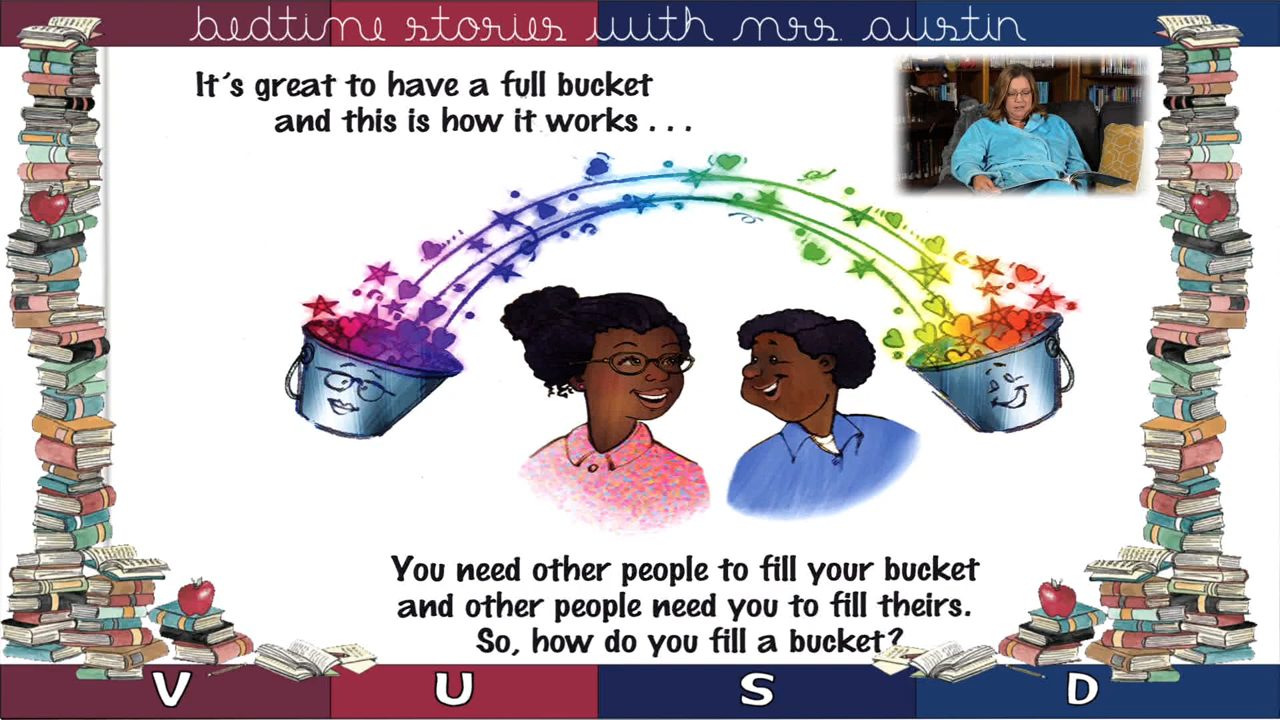 bedtime stories with mrs. austin
It's great to have a full bucket
and this is how it works . . .
You need other people to fill your bucket
and other people need you to fill theirs.
So, how do you fill a bucket?
V U S D